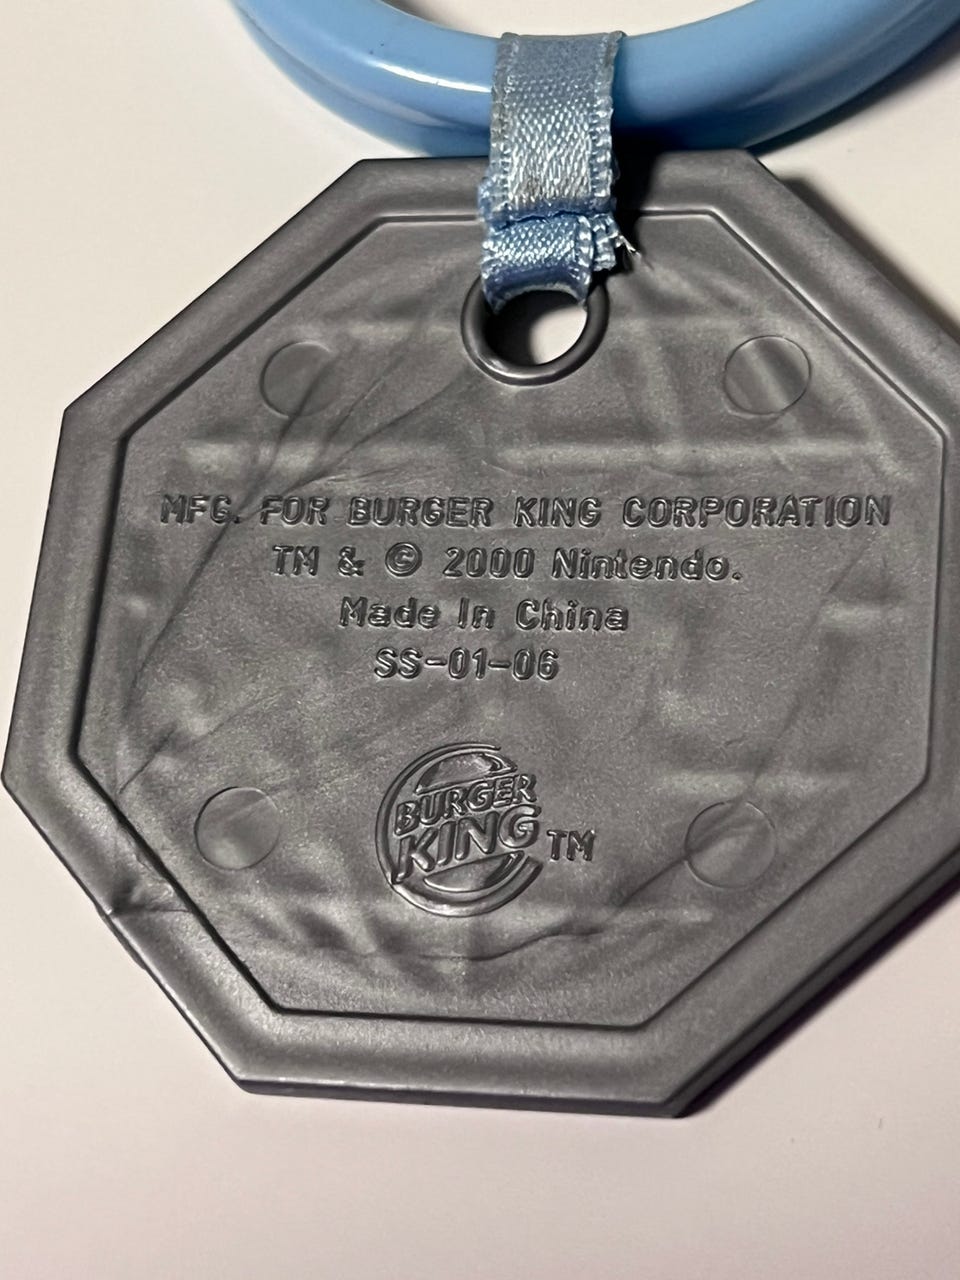 MFG. FOR BURGER KING CORPORATION
TM & © 2000 Nintendo.
Made In China
SS-01-06
BURGER
KING TM